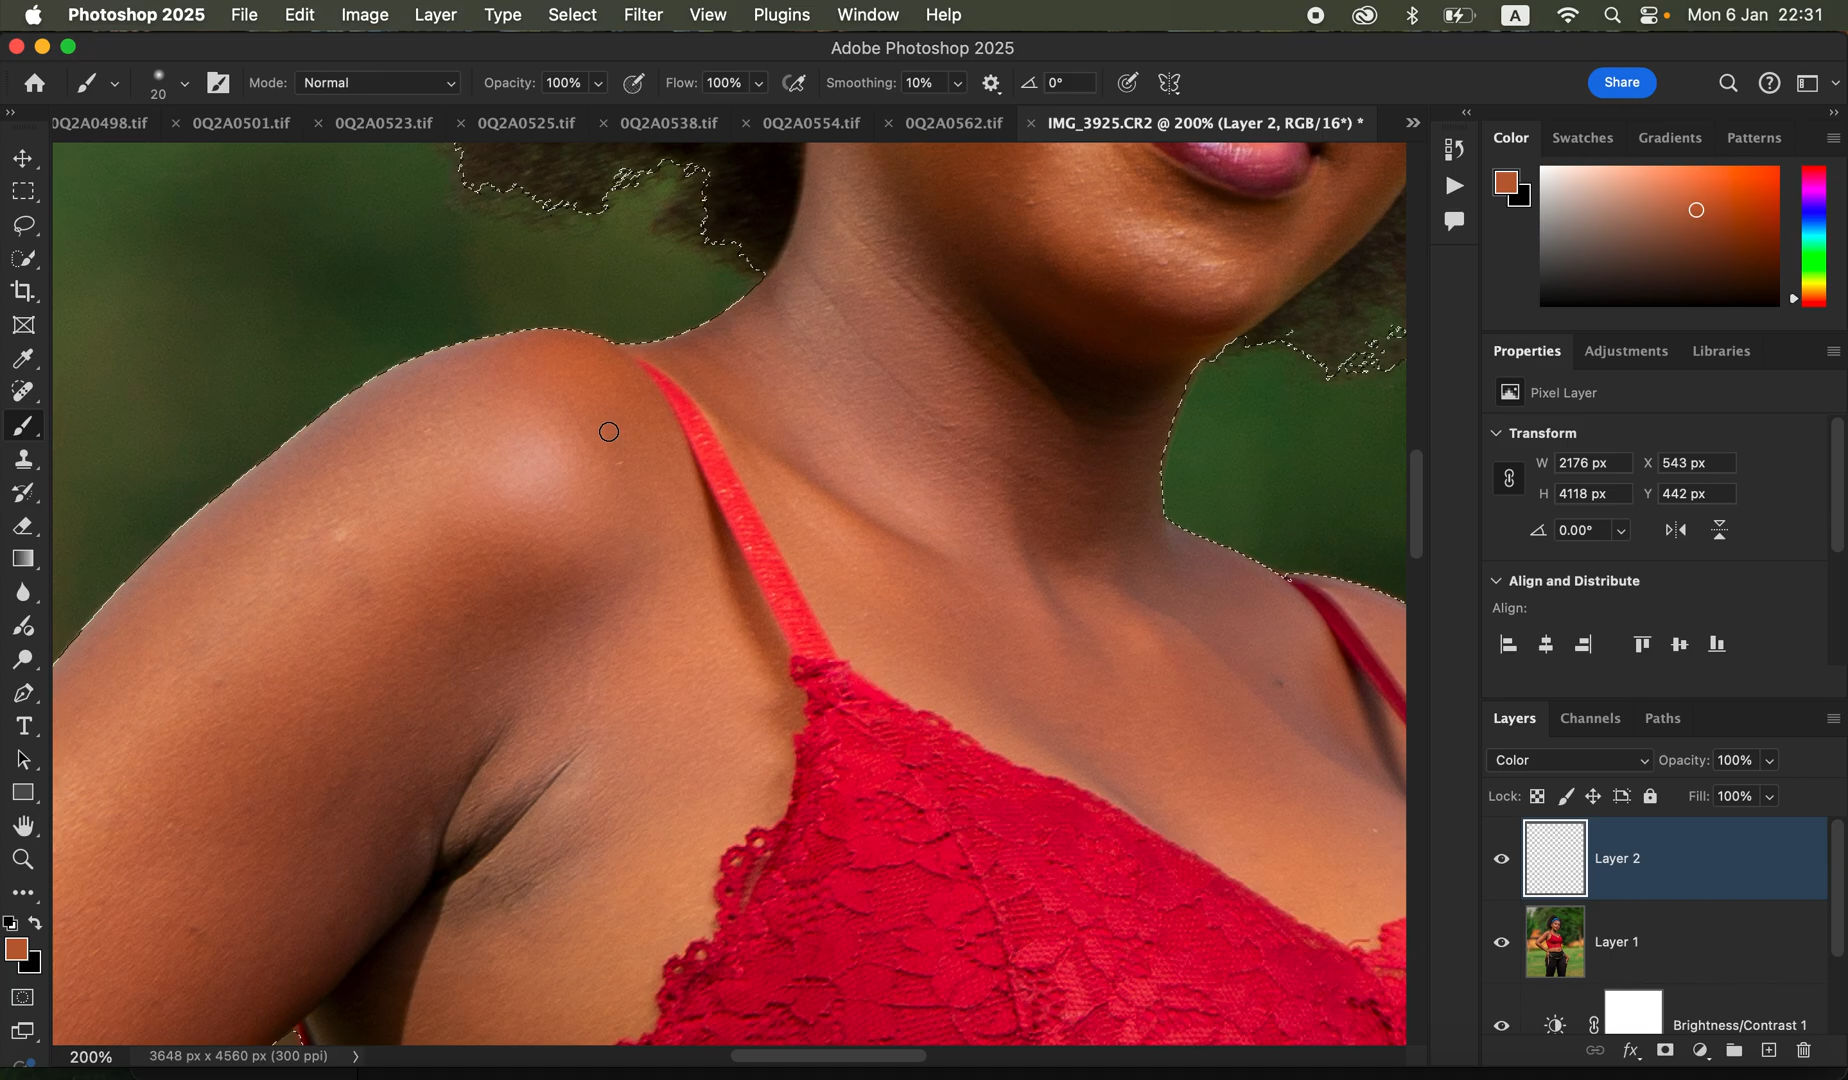 Photoshop 2025 File Edit Image Layer Type Select Filter View Plugins Window Help A Mon 6 Jan 22:31
Adobe Photoshop 2025
20 Mode: Normal Opacity: 100% Flow: 100% Smoothing: 10% 0° Share
0Q2A0498.tif 0Q2A0501.tif 0Q2A0523.tif 0Q2A0525.tif 0Q2A0538.tif 0Q2A0554.tif 0Q2A0562.tif IMG_3925.CR2 @ 200% (Layer 2, RGB/16*) *
Color Swatches Gradients Patterns
Properties Adjustments Libraries
Pixel Layer
Transform
W 2176 px X 543 px
H 4118 px Y 442 px
0.00°
Align and Distribute
Align:
Layers Channels Paths
Color Opacity: 100%
Lock: Fill: 100%
Layer 2
Layer 1
Brightness/Contrast 1
fx
T
200% 3648 px x 4560 px (300 ppi)